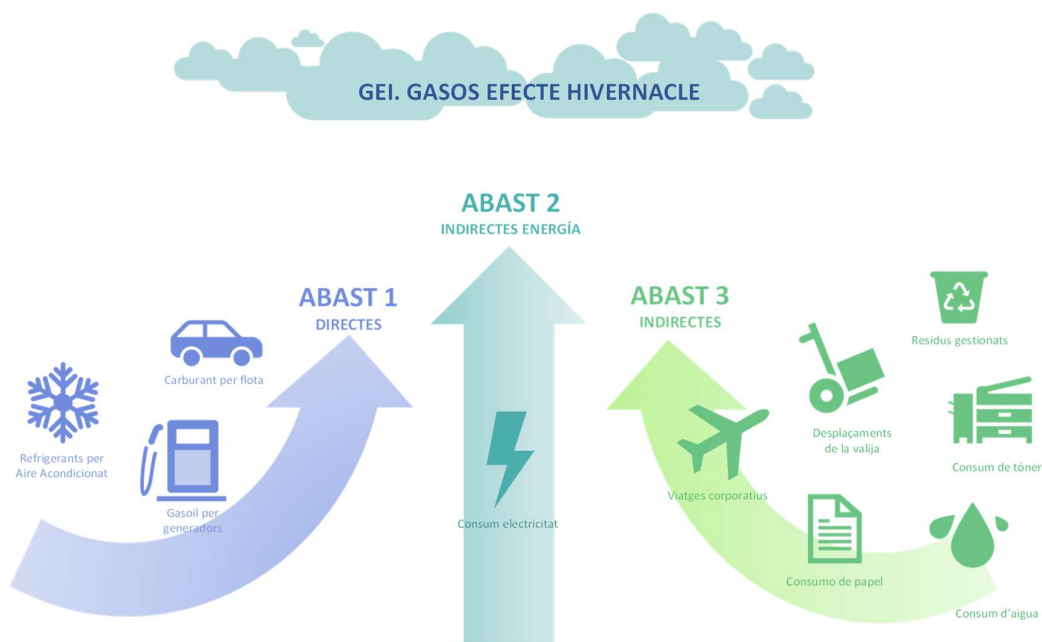 GEI. GASOS EFECTE HIVERNACLE
ABAST 2
INDIRECTES ENERGÍA
ABAST 1
DIRECTES
ABAST 3
INDIRECTES
Carburant per flota
Refrigerants per
Aire Acondicionat
Gasoil per
generadors
Consum electricitat
Residus gestionats
Desplaçaments
de la valija
Consum de tóner
Viatges corporatius
Consumo de papel
Consum d'aigua